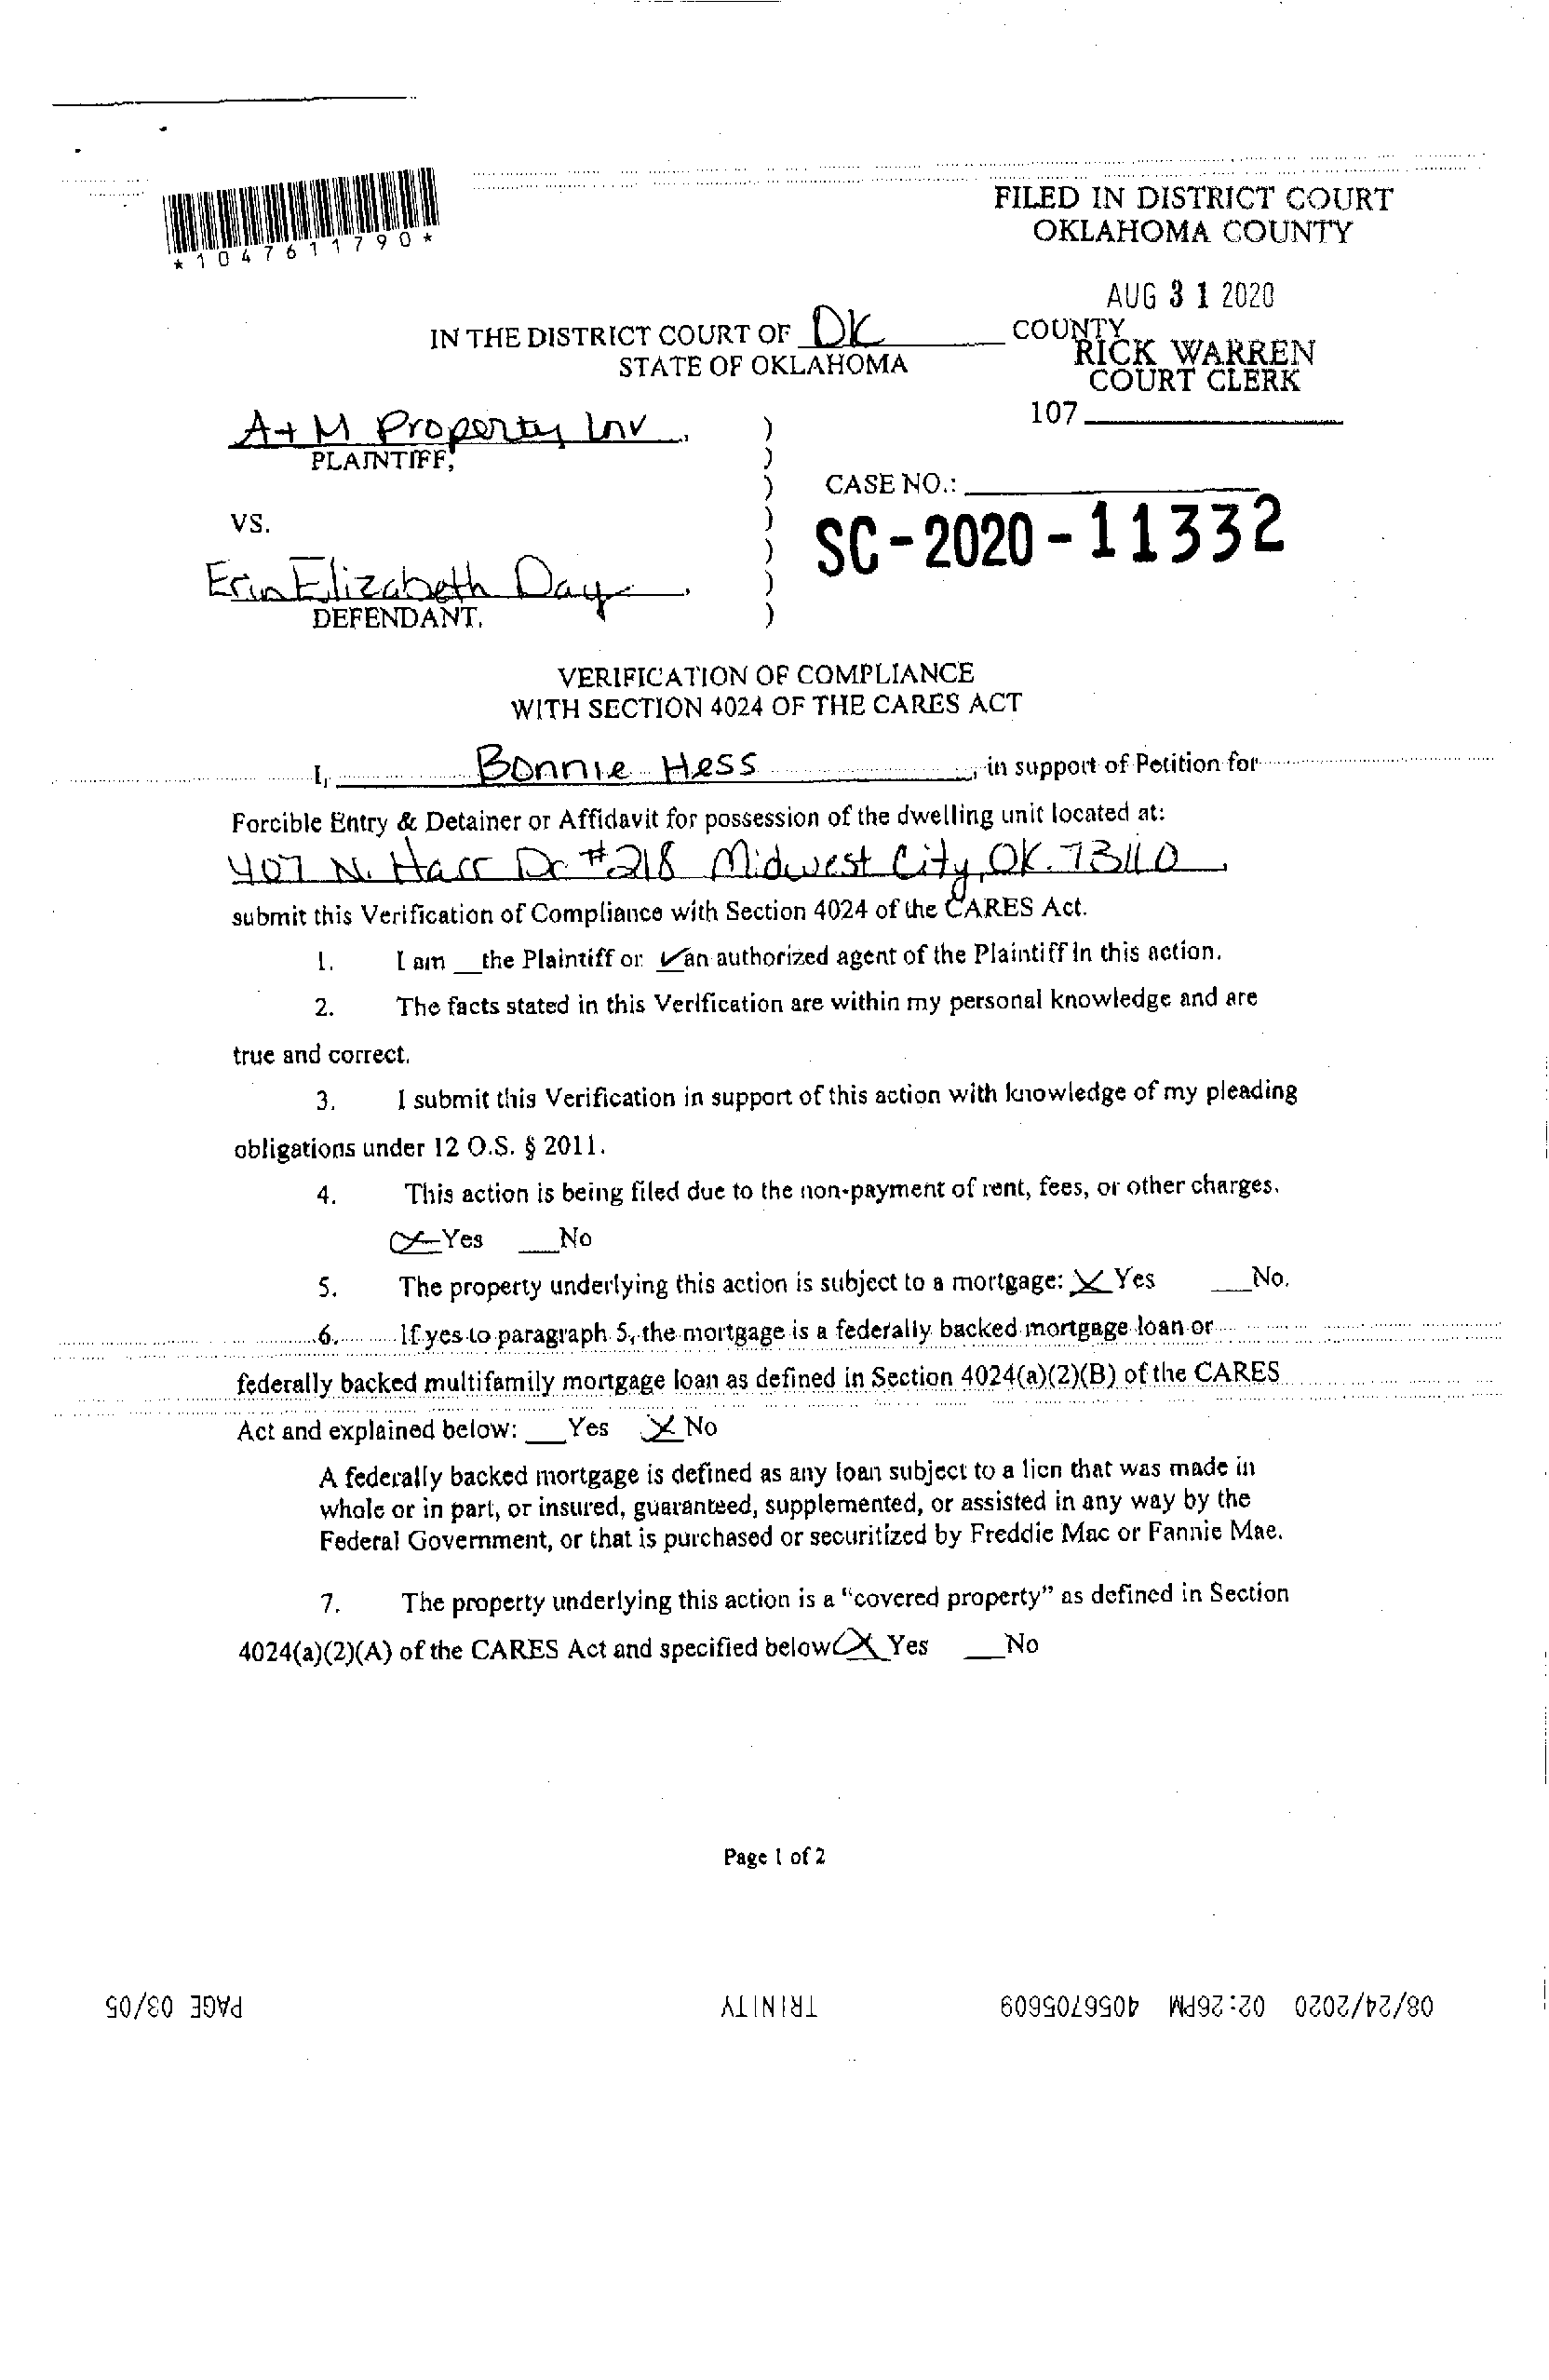 *1047611790*
FILED IN DISTRICT COURT
OKLAHOMA COUNTY
AUG 31 2020
IN THE DISTRICT COURT OF OK COUNTY
STATE OF OKLAHOMA
RICK WARREN
COURT CLERK
107
A+M Property Inv.,
PLAINTIFF,
)
)
)
)
)
)
)
CASE NO.:
VS.
SC-2020-11332
Erin Elizabeth Day,
DEFENDANT.
VERIFICATION OF COMPLIANCE
WITH SECTION 4024 OF THE CARES ACT
I, Bonnie Hess, in support of Petition for
Forcible Entry & Detainer or Affidavit for possession of the dwelling unit located at:
407 N. Harr Dr #218 Midwest City, OK. 73110,
submit this Verification of Compliance with Section 4024 of the CARES Act.
1. I am __the Plaintiff or ✓an authorized agent of the Plaintiff in this action.
2. The facts stated in this Verification are within my personal knowledge and are
true and correct.
3. I submit this Verification in support of this action with knowledge of my pleading
obligations under 12 O.S. § 2011.
4. This action is being filed due to the non-payment of rent, fees, or other charges.
X Yes __No
5. The property underlying this action is subject to a mortgage: X Yes __No.
6. If yes to paragraph 5, the mortgage is a federally backed mortgage loan or
federally backed multifamily mortgage loan as defined in Section 4024(a)(2)(B) of the CARES
Act and explained below: __Yes X No
A federally backed mortgage is defined as any loan subject to a lien that was made in
whole or in part, or insured, guaranteed, supplemented, or assisted in any way by the
Federal Government, or that is purchased or securitized by Freddie Mac or Fannie Mae.
7. The property underlying this action is a "covered property" as defined in Section
4024(a)(2)(A) of the CARES Act and specified below X Yes __No
Page 1 of 2
08/24/2020 02:26PM 4056705609 TRINITY PAGE 03/05